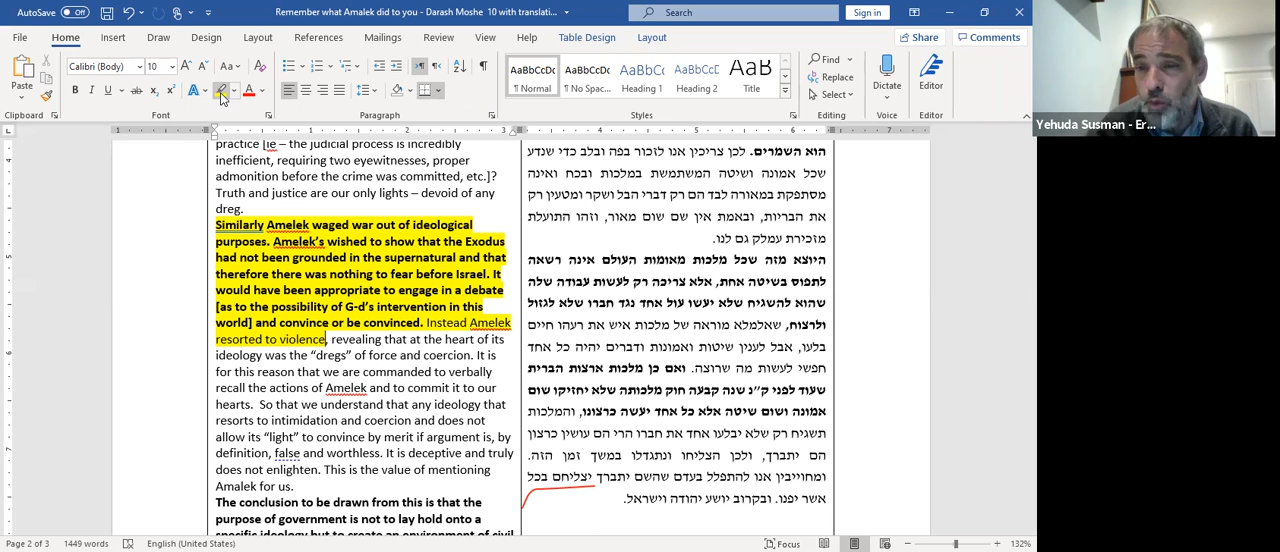 AutoSave Off Remember what Amalek did to you - Darash Moshe 10 with translati... Search Sign in
File Home Insert Draw Design Layout References Mailings Review View Help Table Design Layout Share Comments
Calibri (Body) 10 Aa AaBbCcDc AaBbCcDc AaBbCcDc AaBbCcD AaB Find
Replace
Select
Paste B I U ab x₂ x² A A ¶ Normal ¶ No Spac... Heading 1 Heading 2 Title Dictate Editor
Clipboard Font Paragraph Styles Editing Voice Editor
Yehuda Susman - Er...
practice [ie – the judicial process is incredibly
inefficient, requiring two eyewitnesses, proper
admonition before the crime was committed, etc.]?
Truth and justice are our only lights – devoid of any
dreg.
Similarly Amelek waged war out of ideological
purposes. Amelek's wished to show that the Exodus
had not been grounded in the supernatural and that
therefore there was nothing to fear before Israel. It
would have been appropriate to engage in a debate
[as to the possibility of G-d's intervention in this
world] and convince or be convinced. Instead Amelek
resorted to violence, revealing that at the heart of its
ideology was the "dregs" of force and coercion. It is
for this reason that we are commanded to verbally
recall the actions of Amelek and to commit it to our
hearts. So that we understand that any ideology that
resorts to intimidation and coercion and does not
allow its "light" to convince by merit if argument is, by
definition, false and worthless. It is deceptive and truly
does not enlighten. This is the value of mentioning
Amalek for us.
The conclusion to be drawn from this is that the
purpose of government is not to lay hold onto a
specific ideology but to create an environment of civil
הוא השמרים. לכן צריכין אנו לזכור בפה ובלב כדי שנדע
שכל אמונה ושיטה המשתמשת במלכות ובכח ואינה
מסתפקת במאורה לבד הם רק דברי הבל ושקר ומטעין רק
את הבריות, ובאמת אין שם שום מאור, וזהו התועלת
מזכירת עמלק גם לנו.
היוצא מזה שכל מלכות מאומות העולם אינה רשאה
לתפוס בשיטה אחת, אלא צריכה רק לעשות עבודה שלה
שהוא להשגיח שלא יעשו עול אחד נגד חברו שלא לגזול
ולרצוח, שאלמלא מוראה של מלכות איש את רעהו חיים
בלעו, אבל לענין שיטות ואמונות ודברים יהיה כל אחד
חפשי לעשות מה שרוצה. ואם כן מלכות ארצות הברית
שעוד לפני ק״נ שנה קבעה חוק מלכותה שלא יחזיקו שום
אמונה ושום שיטה אלא כל אחד יעשה כרצונו, והמלכות
תשגיח רק שלא יבלעו אחד את חברו הרי הם עושין כרצון
הם יתברך, ולכן הצליחו ונתגדלו במשך זמן הזה.
ומחוייבין אנו להתפלל בעדם שהשם יתברך יצליחם בכל
אשר יפנו. ובקרוב יושע יהודה וישראל.
Page 2 of 3 1449 words English (United States) Focus 132%